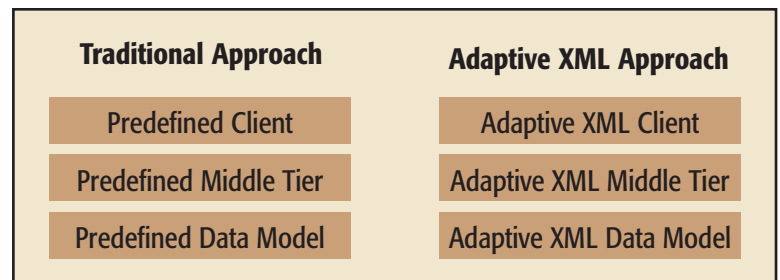 Traditional Approach
Predefined Client
Predefined Middle Tier
Predefined Data Model
Adaptive XML Approach
Adaptive XML Client
Adaptive XML Middle Tier
Adaptive XML Data Model